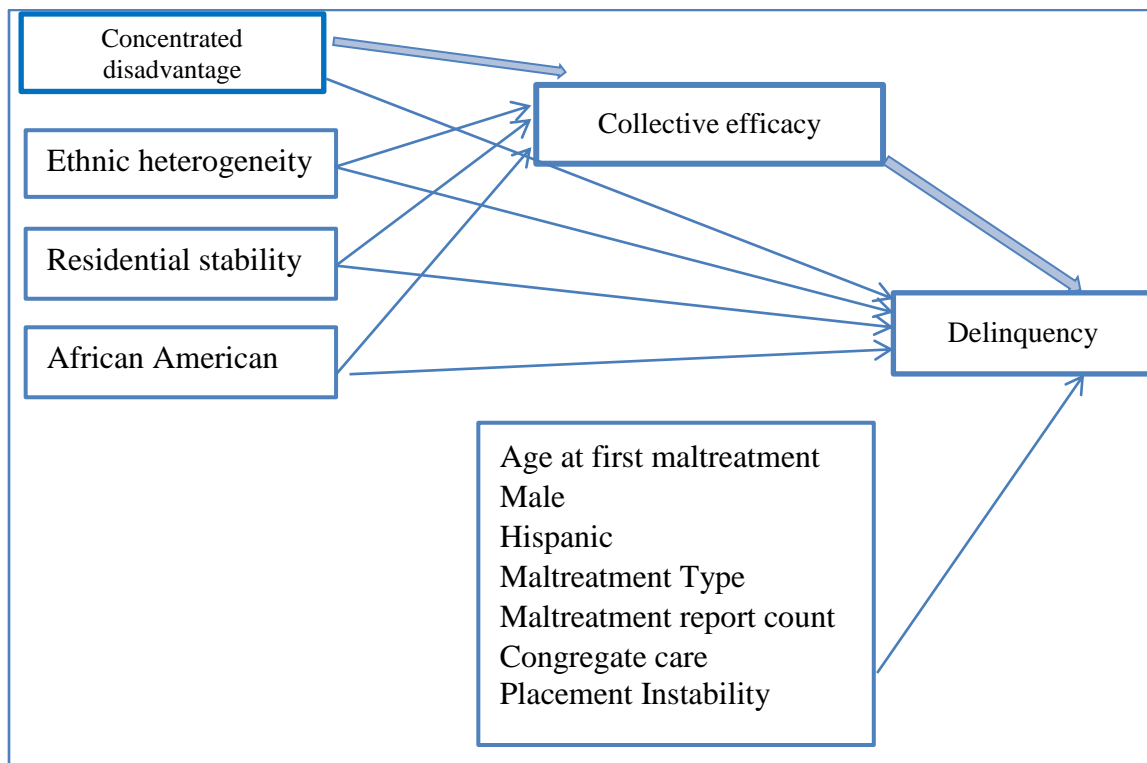 Concentrated
disadvantage
Collective efficacy
Ethnic heterogeneity
Residential stability
African American
Delinquency
Age at first maltreatment
Male
Hispanic
Maltreatment Type
Maltreatment report count
Congregate care
Placement Instability